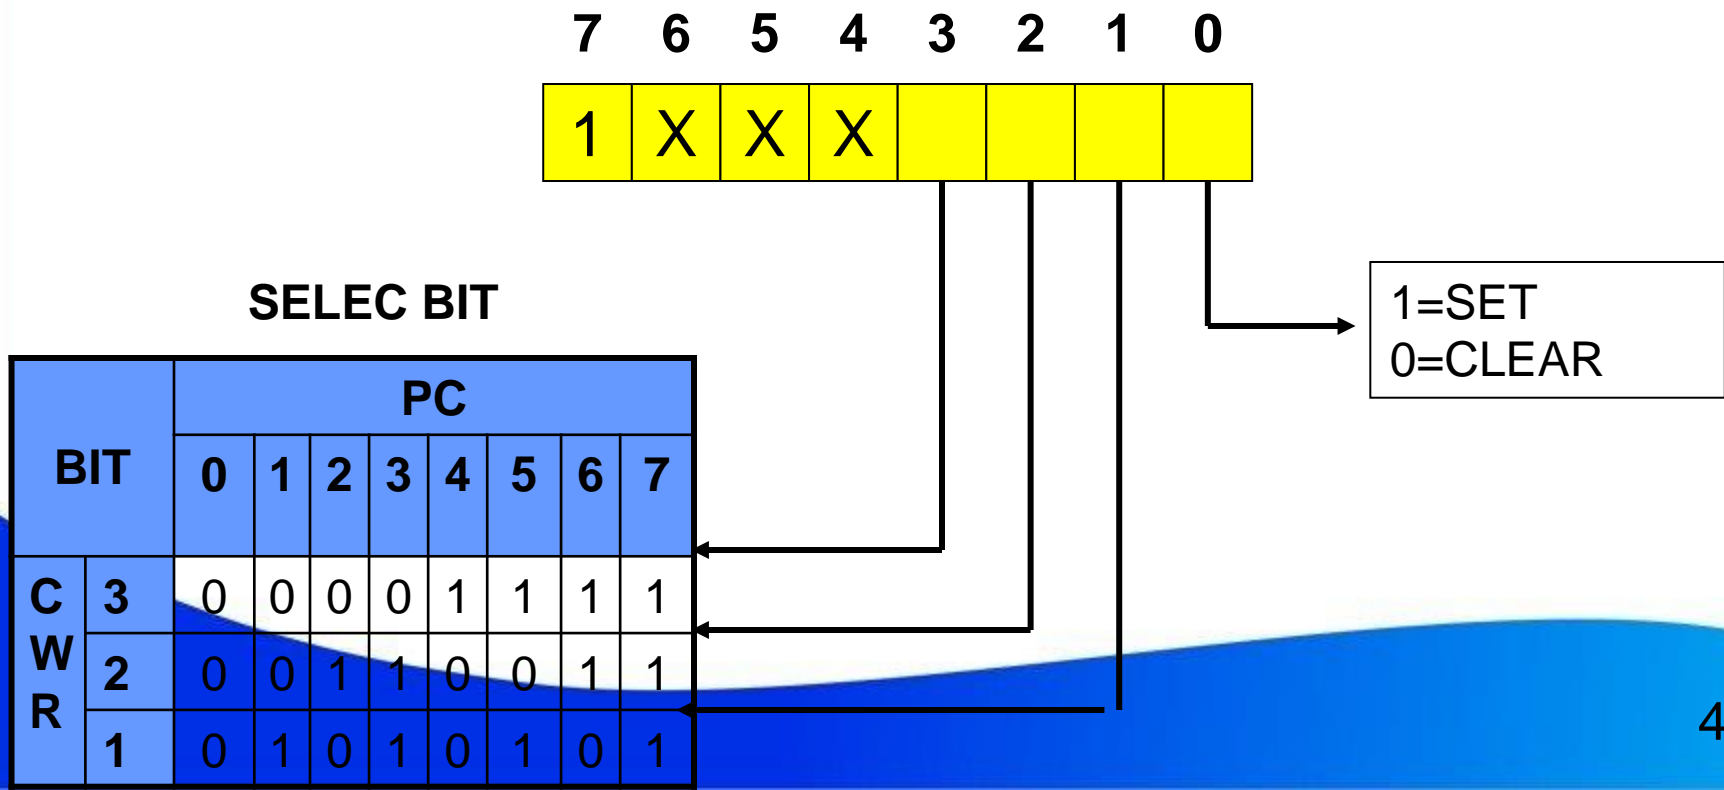 7 6 5 4 3 2 1 0
1 X X X
1=SET
0=CLEAR
SELEC BIT
BIT PC
0 1 2 3 4 5 6 7
CWR
3 0 0 0 0 1 1 1 1
2 0 0 1 1 0 0 1 1
1 0 1 0 1 0 1 0 1
4